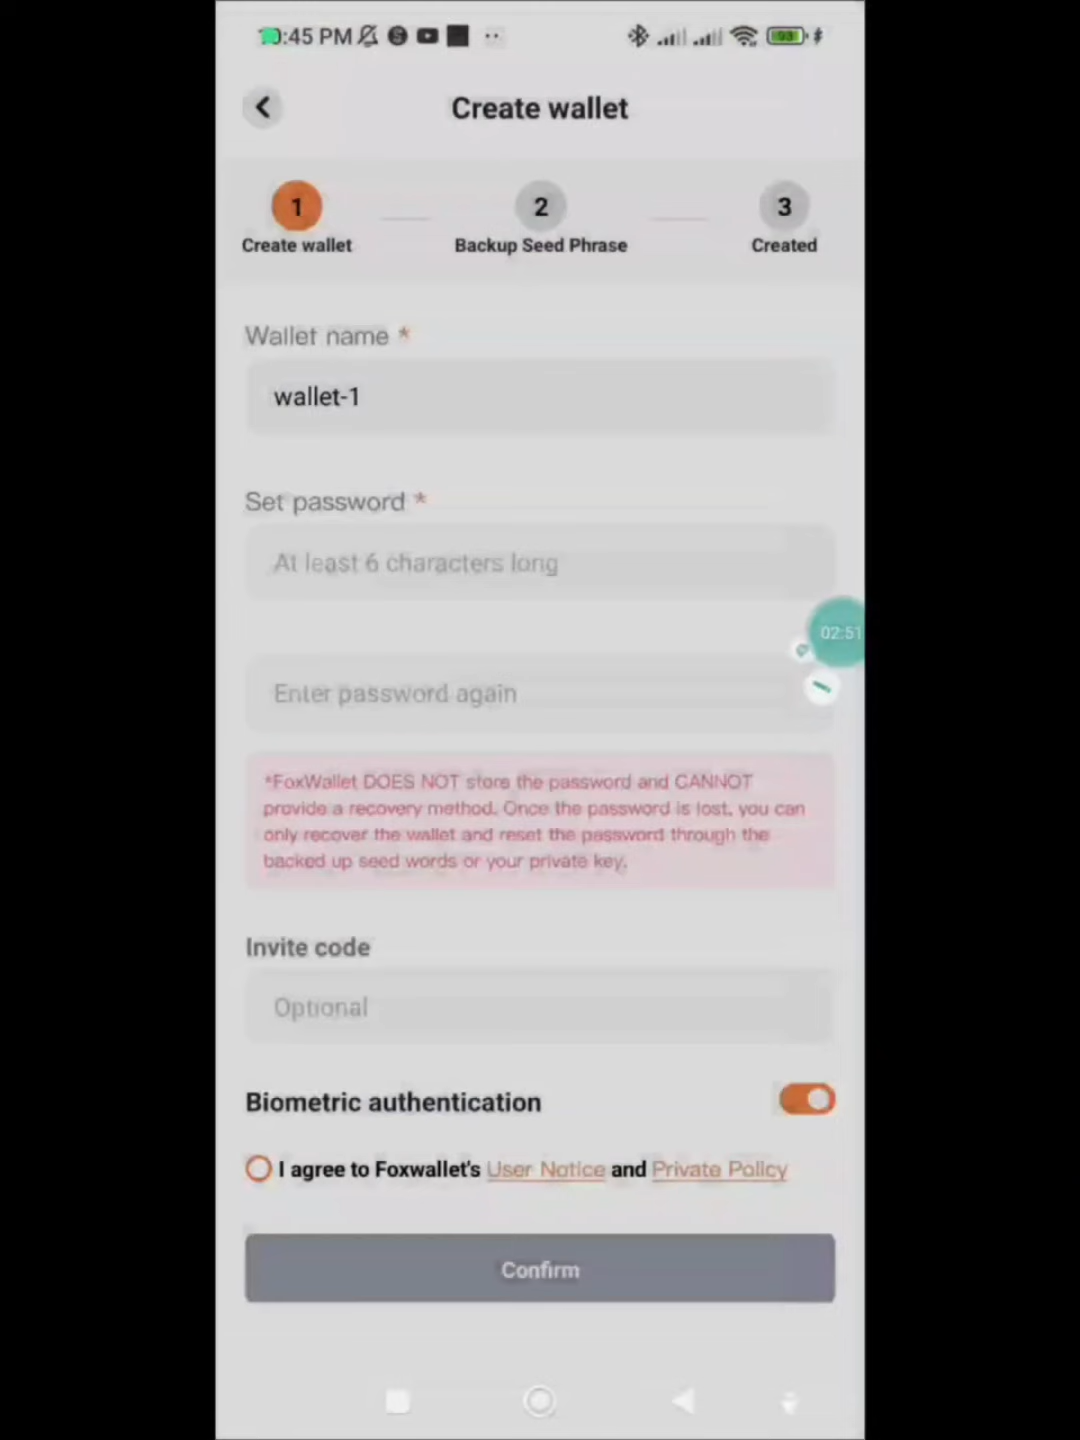 10:45 PM
93
Create wallet
1
2
3
Create wallet
Backup Seed Phrase
Created
Wallet name *
wallet-1
Set password *
At least 6 characters long
02:51
Enter password again
*FoxWallet DOES NOT store the password and CANNOT
provide a recovery method. Once the password is lost, you can
only recover the wallet and reset the password through the
backed up seed words or your private key.
Invite code
Optional
Biometric authentication
I agree to Foxwallet's User Notice and Private Policy
Confirm